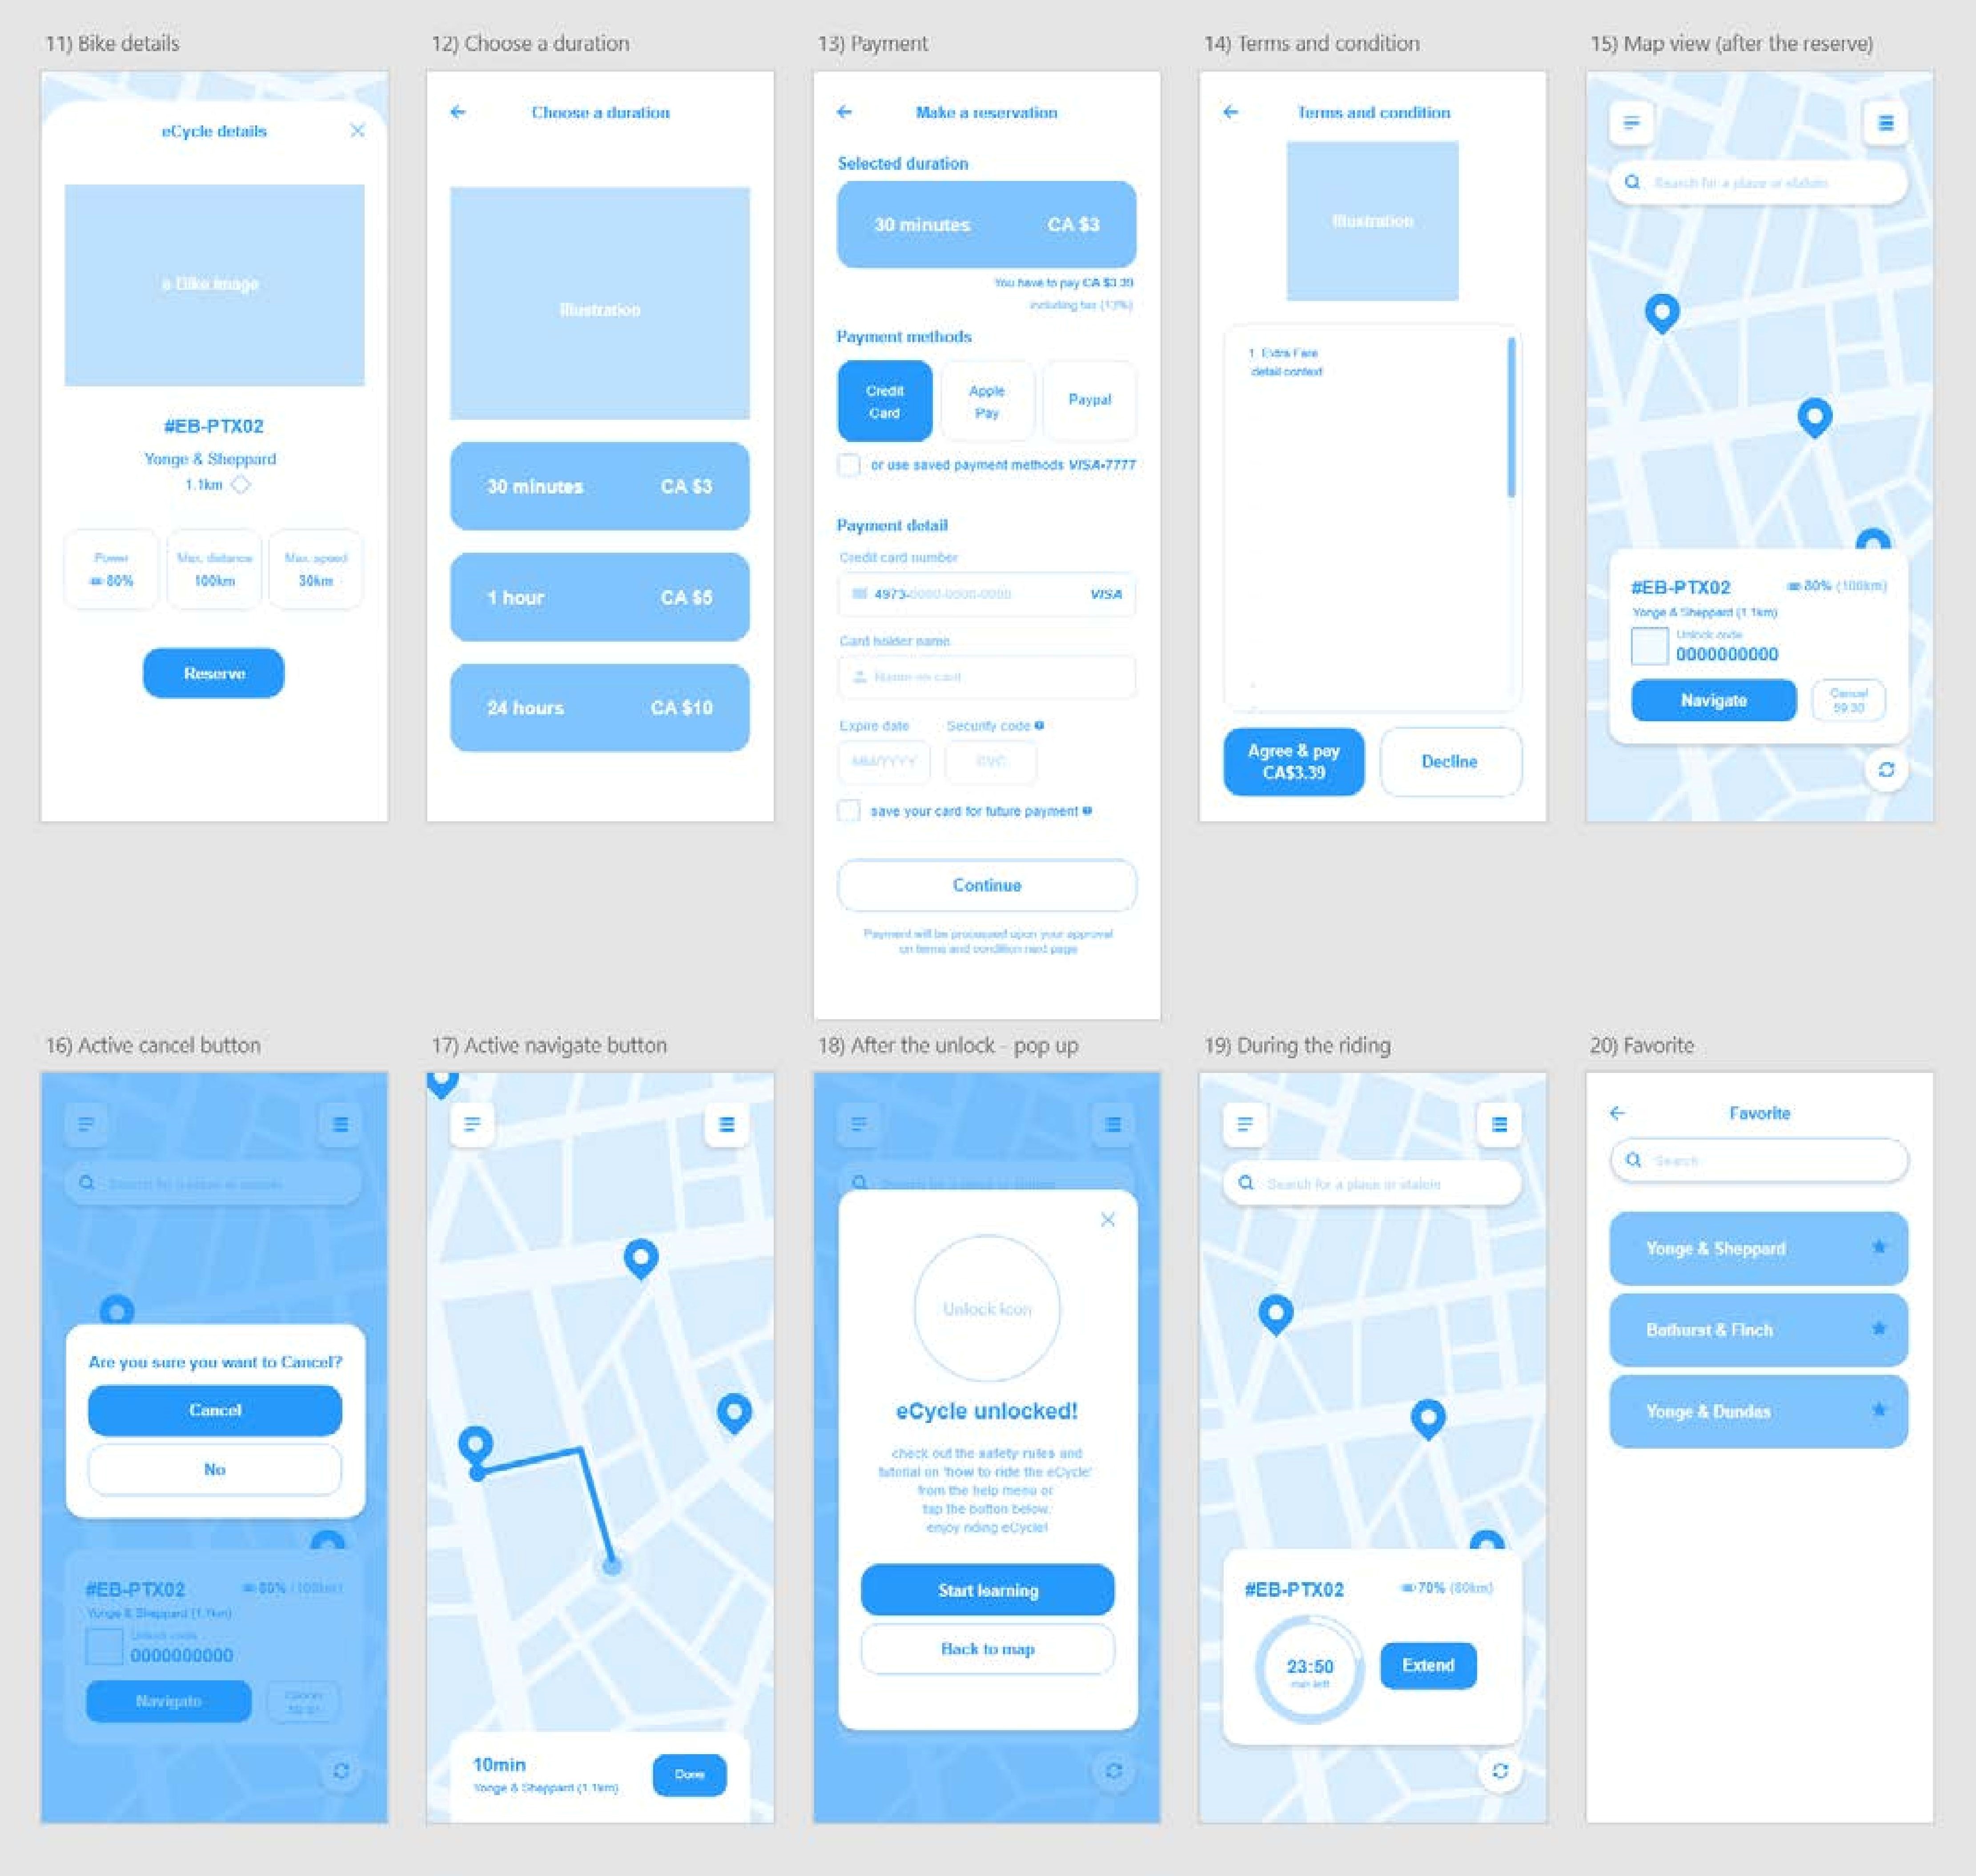 11) Bike details
eCycle details
e Bike Image
#EB-PTX02
Yonge & Sheppard
1.1km
Power
80%
Max. distance
100km
Max. speed
30km
Reserve
12) Choose a duration
Choose a duration
Illustration
30 minutes CA $3
1 hour CA $5
24 hours CA $10
13) Payment
Make a reservation
Selected duration
30 minutes CA $3
You have to pay CA $3.39
including tax (13%)
Payment methods
Credit
Card
Apple
Pay
Paypal
or use saved payment methods VISA-7777
Payment detail
Credit card number
4973-0000-0000-0000 VISA
Card holder name
Name on card
Expire date Security code
MM/YYYY CVC
save your card for future payment
Continue
Payment will be processed upon your approval
on terms and condition next page
14) Terms and condition
Terms and condition
Illustration
1. Extra Fare
detail context
Agree & pay
CA$3.39
Decline
15) Map view (after the reserve)
Search for a place or station
#EB-PTX02 80% (100km)
Yonge & Sheppard (1.1km)
Unlock code
0000000000
Navigate
Cancel
59:30
16) Active cancel button
Search for a place or station
Are you sure you want to Cancel?
Cancel
No
#EB-PTX02 80% (100km)
Yonge & Sheppard (1.1km)
Unlock code
0000000000
Navigate
Cancel
17) Active navigate button
10min
Yonge & Sheppard (1.1km)
Done
18) After the unlock - pop up
Search for a place or station
Unlock icon
eCycle unlocked!
check out the safety rules and
tutorial on 'how to ride the eCycle'
from the help menu or
tap the button below.
enjoy riding eCycle!
Start learning
Back to map
19) During the riding
Search for a place or station
#EB-PTX02 70% (80km)
23:50
min left
Extend
20) Favorite
Favorite
Search
Yonge & Sheppard
Bathurst & Finch
Yonge & Dundas